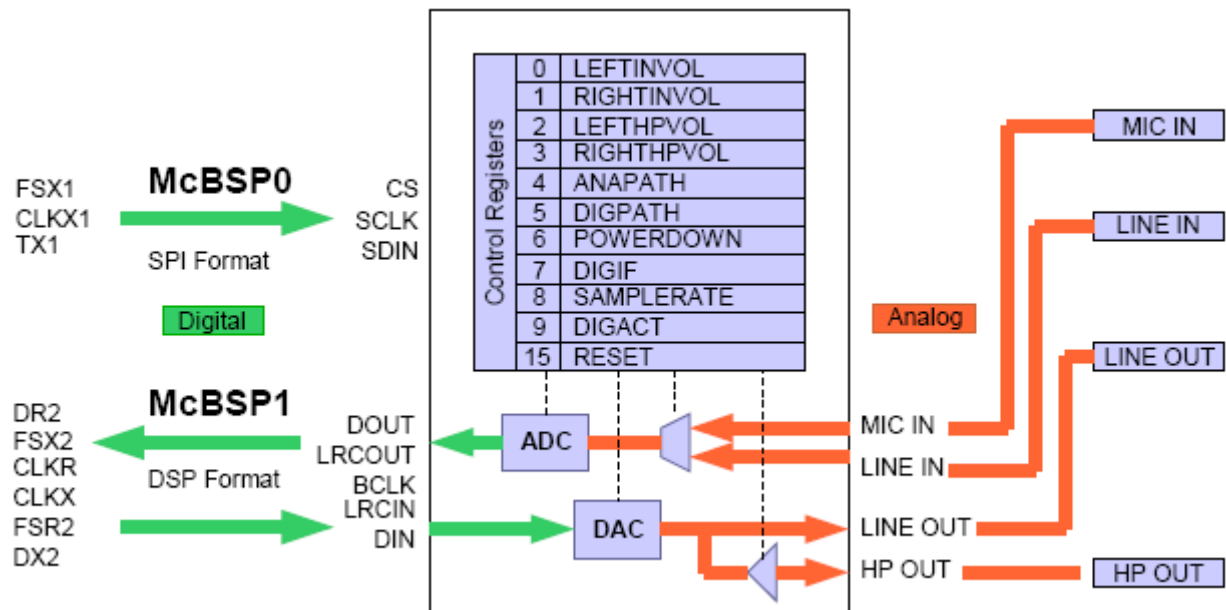 Control Registers
0 LEFTINVOL
1 RIGHTINVOL
2 LEFTHPVOL
3 RIGHTHPVOL
4 ANAPATH
5 DIGPATH
6 POWERDOWN
7 DIGIF
8 SAMPLERATE
9 DIGACT
15 RESET
McBSP0
FSX1
CLKX1
TX1
SPI Format
CS
SCLK
SDIN
Digital
Analog
McBSP1
DR2
FSX2
CLKR
CLKX
FSR2
DX2
DSP Format
DOUT
LRCOUT
BCLK
LRCIN
DIN
ADC
DAC
MIC IN
LINE IN
LINE OUT
HP OUT
MIC IN
LINE IN
LINE OUT
HP OUT